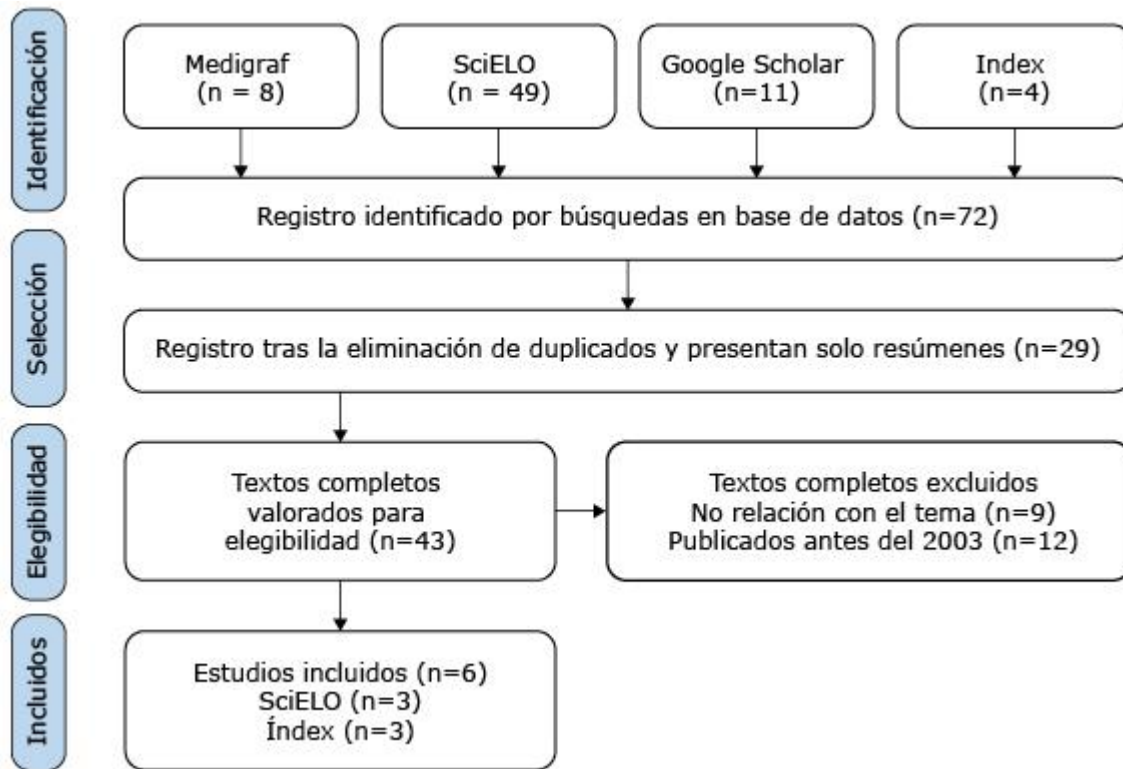 Identificación
Medigraf
(n = 8)
SciELO
(n = 49)
Google Scholar
(n=11)
Index
(n=4)
Registro identificado por búsquedas en base de datos (n=72)
Selección
Registro tras la eliminación de duplicados y presentan solo resúmenes (n=29)
Elegibilidad
Textos completos
valorados para
elegibilidad (n=43)
Textos completos excluidos
No relación con el tema (n=9)
Publicados antes del 2003 (n=12)
Incluidos
Estudios incluidos (n=6)
SciELO (n=3)
Índex (n=3)